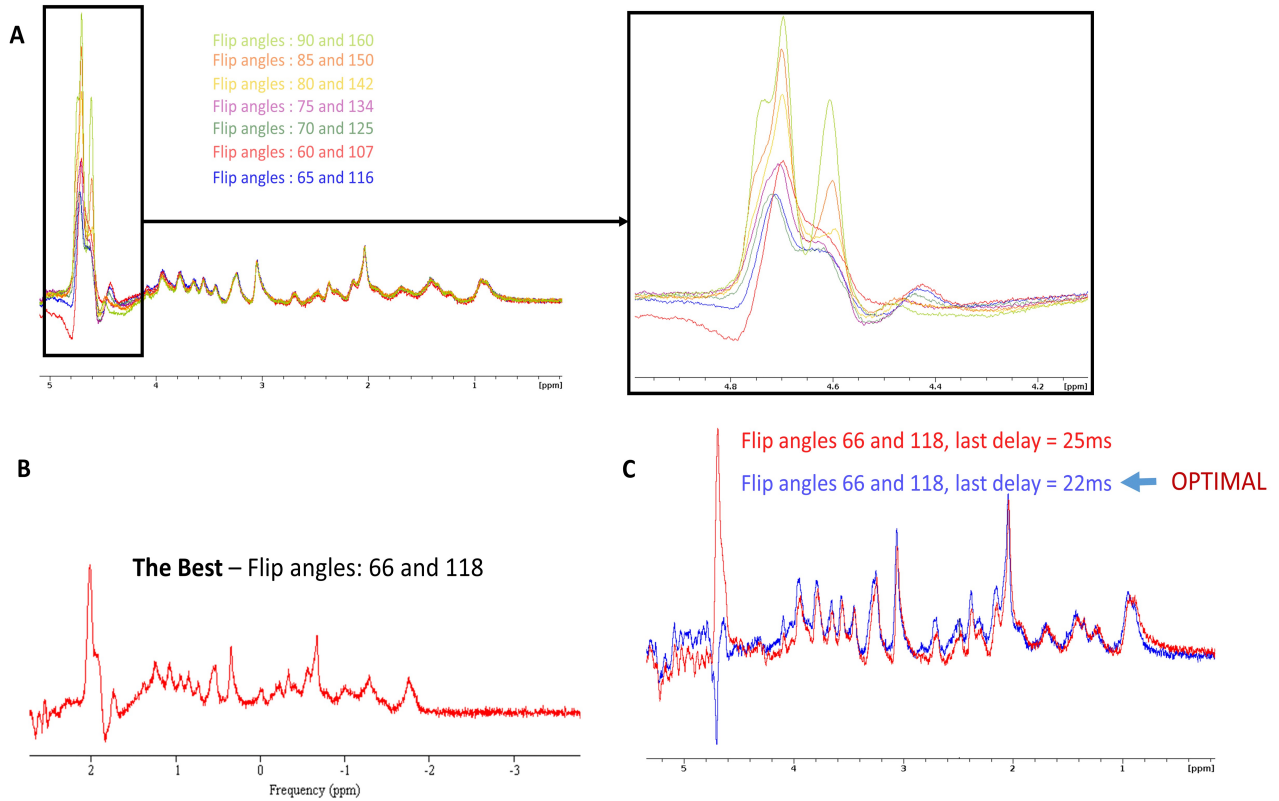 A
Flip angles : 90 and 160
Flip angles : 85 and 150
Flip angles : 80 and 142
Flip angles : 75 and 134
Flip angles : 70 and 125
Flip angles : 60 and 107
Flip angles : 65 and 116
5 4 3 2 1 [ppm]
4.8 4.6 4.4 4.2 [ppm]
B
The Best – Flip angles: 66 and 118
2 1 0 -1 -2 -3
Frequency (ppm)
C
Flip angles 66 and 118, last delay = 25ms
Flip angles 66 and 118, last delay = 22ms OPTIMAL
5 4 3 2 1 [ppm]